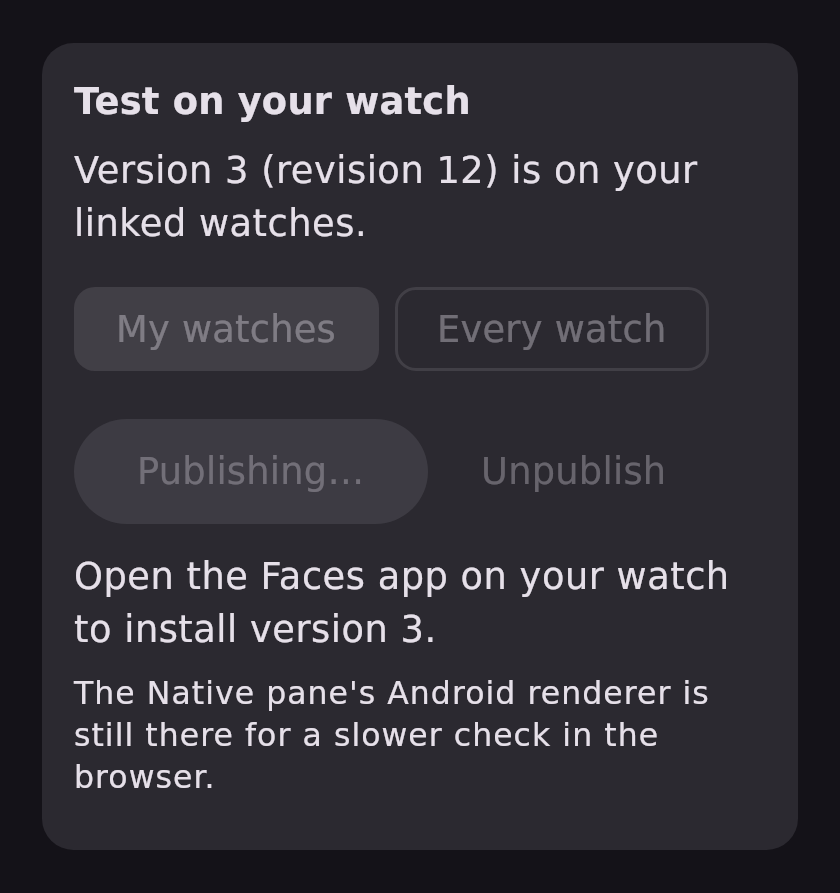 Test on your watch
Version 3 (revision 12) is on your
linked watches.
My watches
Every watch
Publishing…
Unpublish
Open the Faces app on your watch
to install version 3.
The Native pane's Android renderer is
still there for a slower check in the
browser.